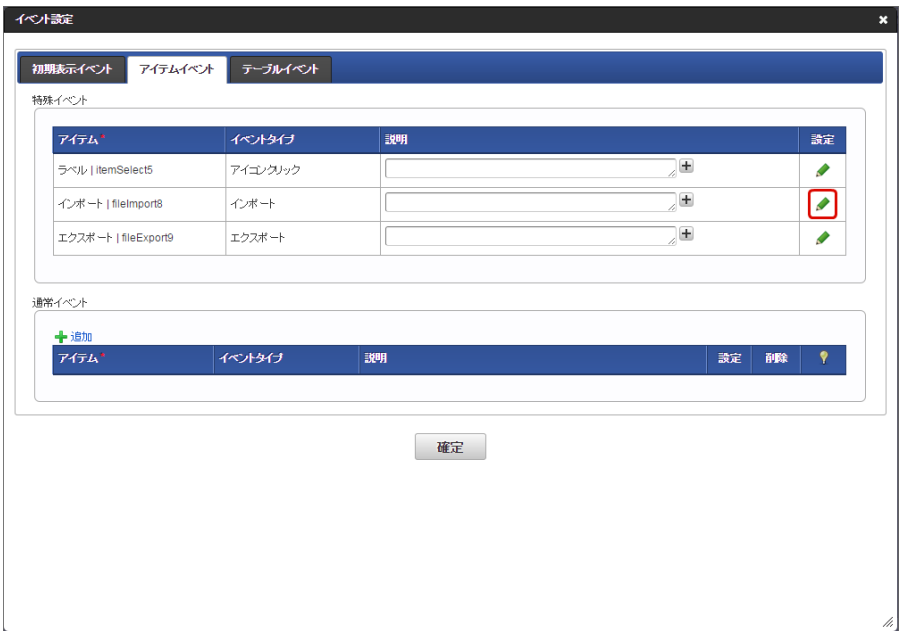 イベント設定
初期表示イベント アイテムイベント テーブルイベント
特殊イベント
アイテム* イベントタイプ 説明 設定
ラベル | itemSelect5 アイコンクリック
インポート | fileImport8 インポート
エクスポート | fileExport9 エクスポート
通常イベント
追加
アイテム* イベントタイプ 説明 設定 削除
確定